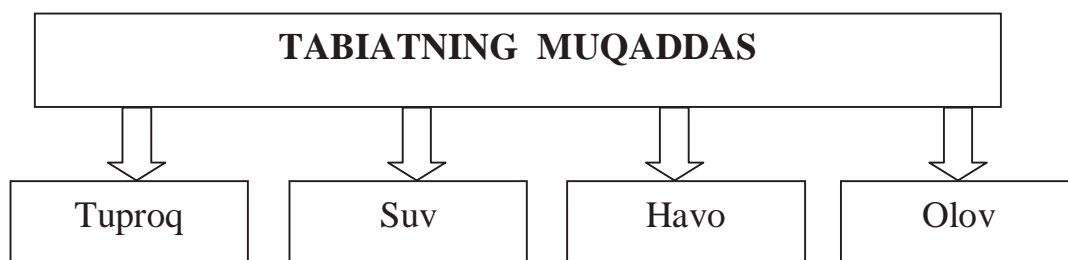 TABIATNING MUQADDAS
Tuproq
Suv
Havo
Olov